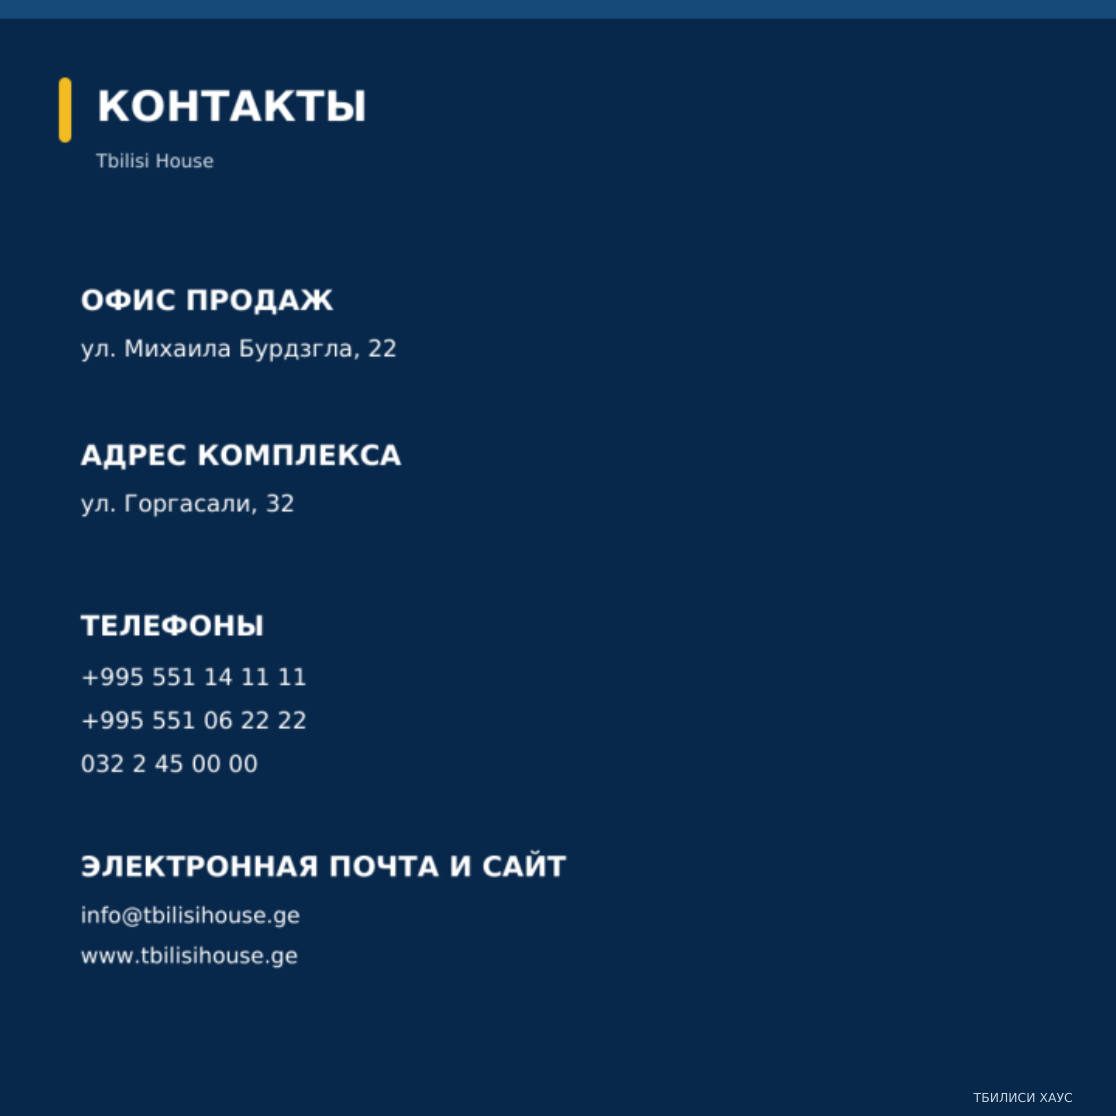 КОНТАКТЫ
Tbilisi House
ОФИС ПРОДАЖ
ул. Михаила Бурдзгла, 22
АДРЕС КОМПЛЕКСА
ул. Горгасали, 32
ТЕЛЕФОНЫ
+995 551 14 11 11
+995 551 06 22 22
032 2 45 00 00
ЭЛЕКТРОННАЯ ПОЧТА И САЙТ
info@tbilisihouse.ge
www.tbilisihouse.ge
ТБИЛИСИ ХАУС